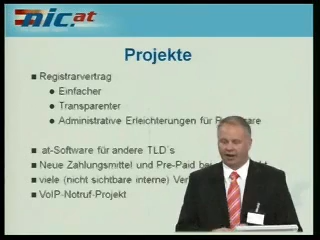 nic.at
Projekte
Registrarvertrag
Einfacher
Transparenter
Administrative Erleichterungen für
at-Software für andere TLD´s
Neue Zahlungsmittel und Pre-Paid
viele (nicht sichtbare interne)
VoIP-Notruf-Projekt